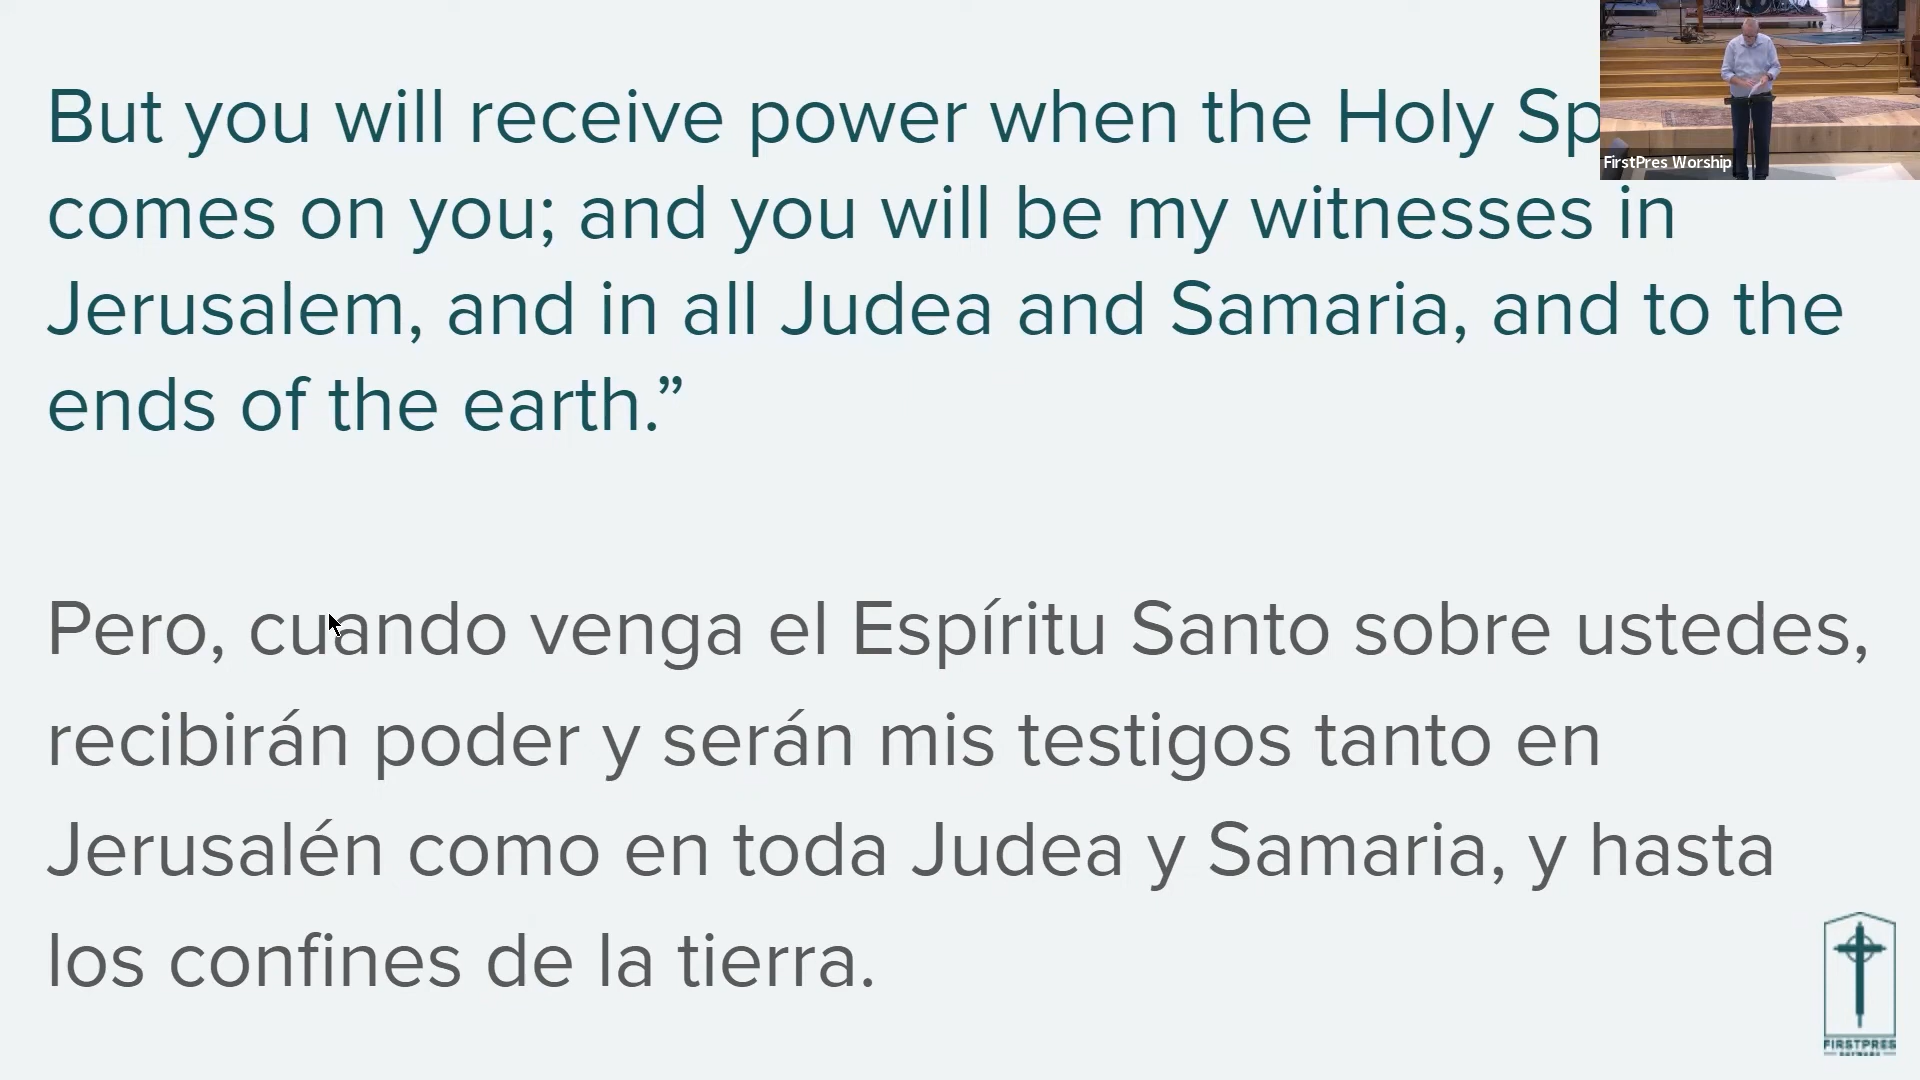 But you will receive power when the Holy Sp
comes on you; and you will be my witnesses in
Jerusalem, and in all Judea and Samaria, and to the
ends of the earth.”
Pero, cuando venga el Espíritu Santo sobre ustedes,
recibirán poder y serán mis testigos tanto en
Jerusalén como en toda Judea y Samaria, y hasta
los confines de la tierra.
FirstPres Worship
FIRSTPRES